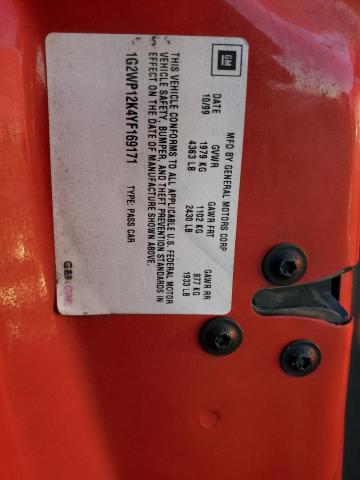 GM
MFD BY GENERAL MOTORS CORP
DATE GVWR GAWR FRT GAWR RR
10/99 1979 KG 1102 KG 877 KG
4363 LB 2430 LB 1933 LB
THIS VEHICLE CONFORMS TO ALL APPLICABLE U.S. FEDERAL MOTOR
VEHICLE SAFETY, BUMPER, AND THEFT PREVENTION STANDARDS IN
EFFECT ON THE DATE OF MANUFACTURE SHOWN ABOVE.
1G2WP12K4YF169171 TYPE: PASS CAR